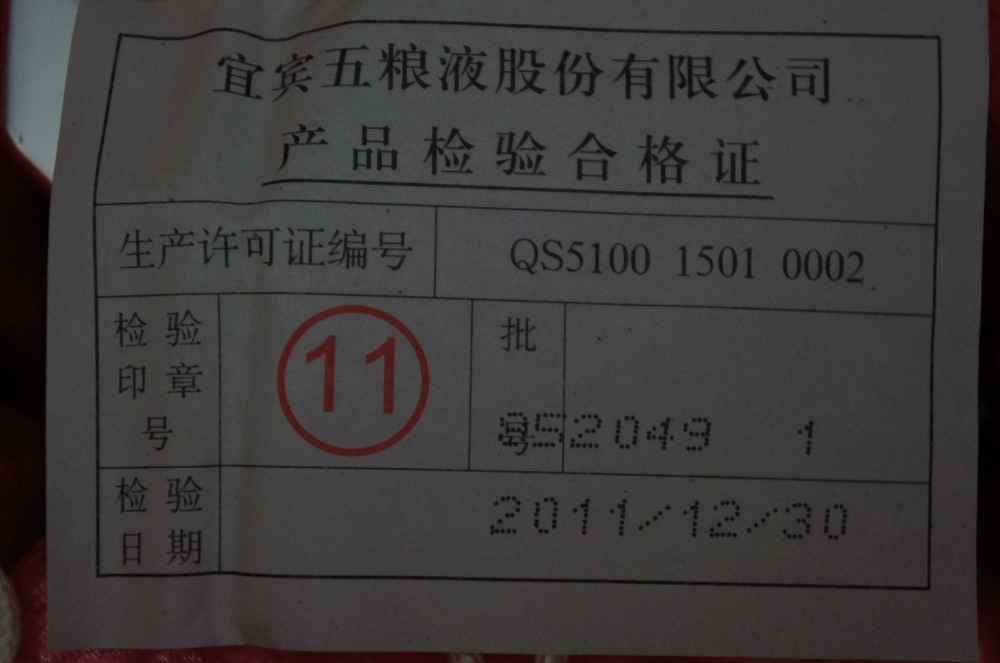 宜宾五粮液股份有限公司
产品检验合格证
生产许可证编号 QS5100 1501 0002
检验印章号 11 批号 952049 1
检验日期 2011/12/30